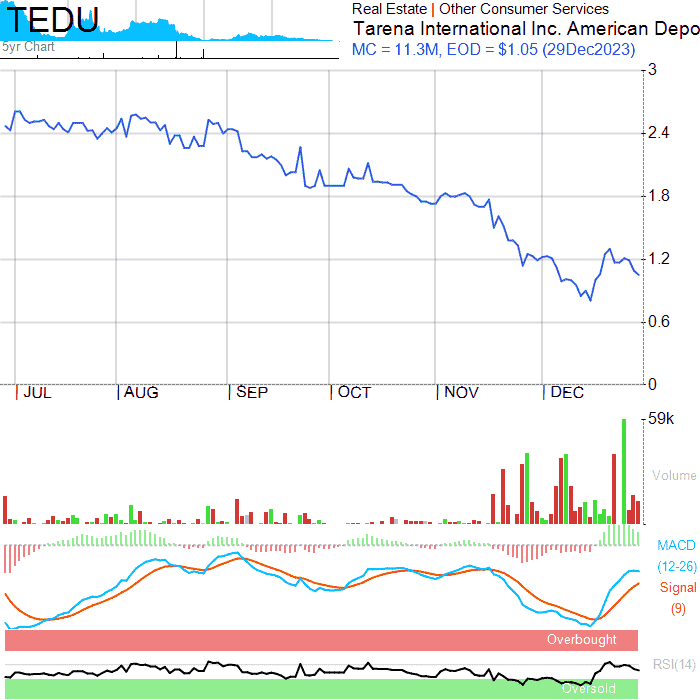 TEDU
5yr Chart
Real Estate | Other Consumer Services
Tarena International Inc. American Depo
MC = 11.3M, EOD = $1.05 (29Dec2023)
3
2.4
1.8
1.2
0.6
0
JUL AUG SEP OCT NOV DEC
59k
Volume
MACD
(12-26)
Signal
(9)
Overbought
RSI(14)
Oversold